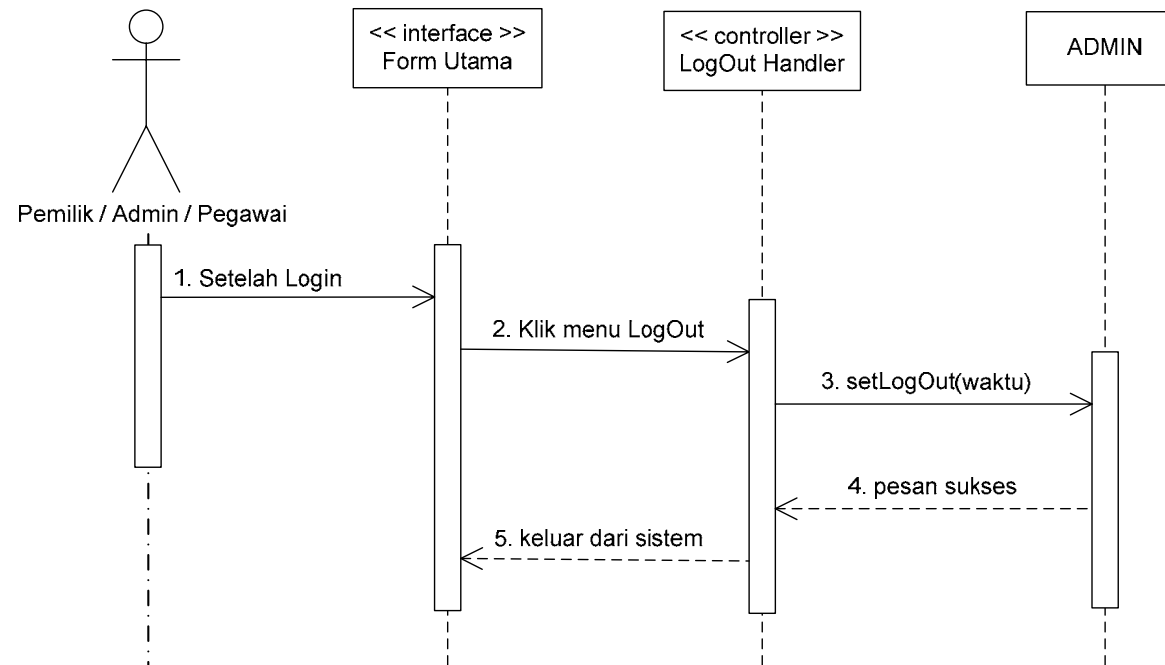 << interface >>
Form Utama
<< controller >>
LogOut Handler
ADMIN
Pemilik / Admin / Pegawai
1. Setelah Login
2. Klik menu LogOut
3. setLogOut(waktu)
4. pesan sukses
5. keluar dari sistem